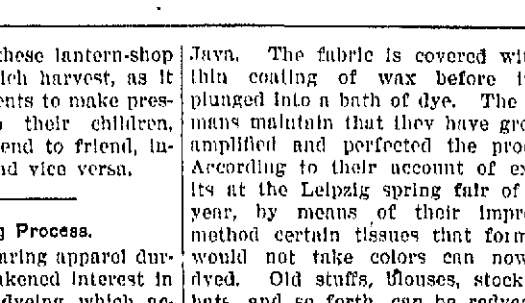 these lantern-shop
ich harvest, as it
ents to make pres-
their children,
end to friend, in-
nd vice versa.
g Process.
aring apparel dur-
akened interest in
dyeing which
Java. The fabric is covered wit
thin coating of wax before i
plunged into a bath of dye. The
mans maintain that they have gre
amplified and perfected the pro
According to their account of ex
its at the Leipzig spring fair of
year, by means of their impr
method certain tissues that form
would not take colors can now
dyed. Old stuffs, blouses, stock
hats and so forth can be redyed